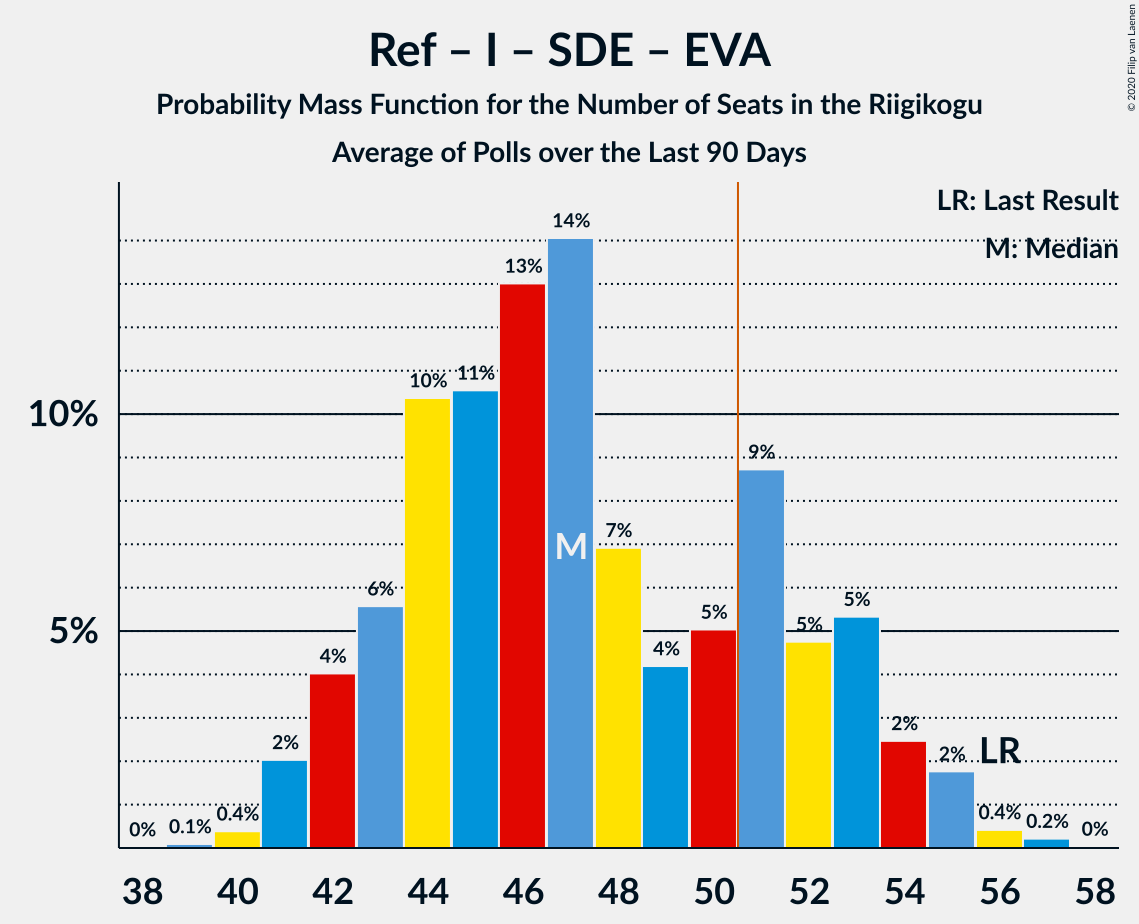 Ref – I – SDE – EVA
Probability Mass Function for the Number of Seats in the Riigikogu
Average of Polls over the Last 90 Days
© 2020 Filip van Laenen
LR: Last Result
M: Median
14%
13%
10%
11%
10%
9%
M
7%
6%
5%
5%
5%
5%
4%
4%
2%
2%
2%
LR
0%
0.1%
0.4%
0.4%
0.2%
0%
38 40 42 44 46 48 50 52 54 56 58